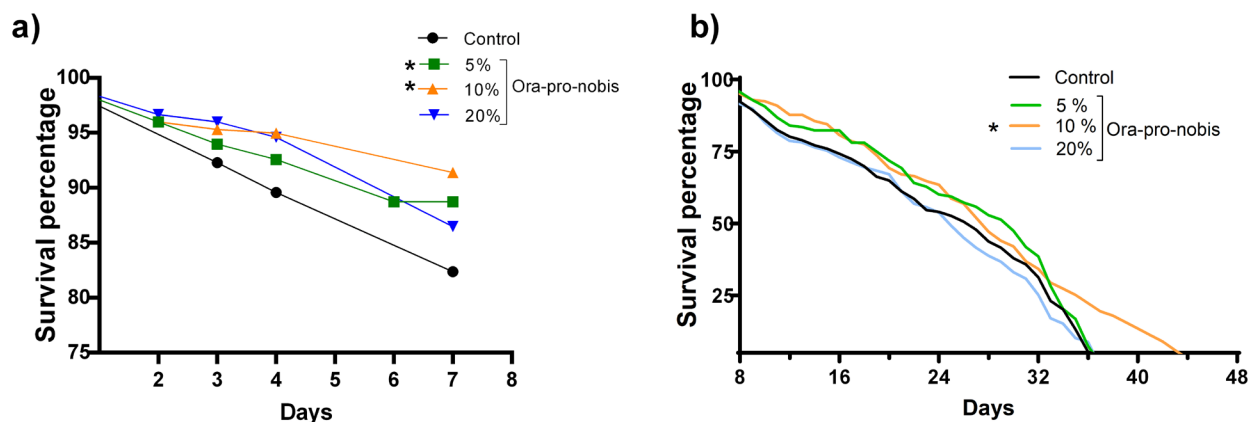 a)
Control
* 5%
* 10%
20%
Ora-pro-nobis
Survival percentage
100
95
90
85
80
75
2 3 4 5 6 7 8
Days
b)
Control
5 %
* 10 %
20%
Ora-pro-nobis
Survival percentage
100
75
50
25
8 16 24 32 40 48
Days